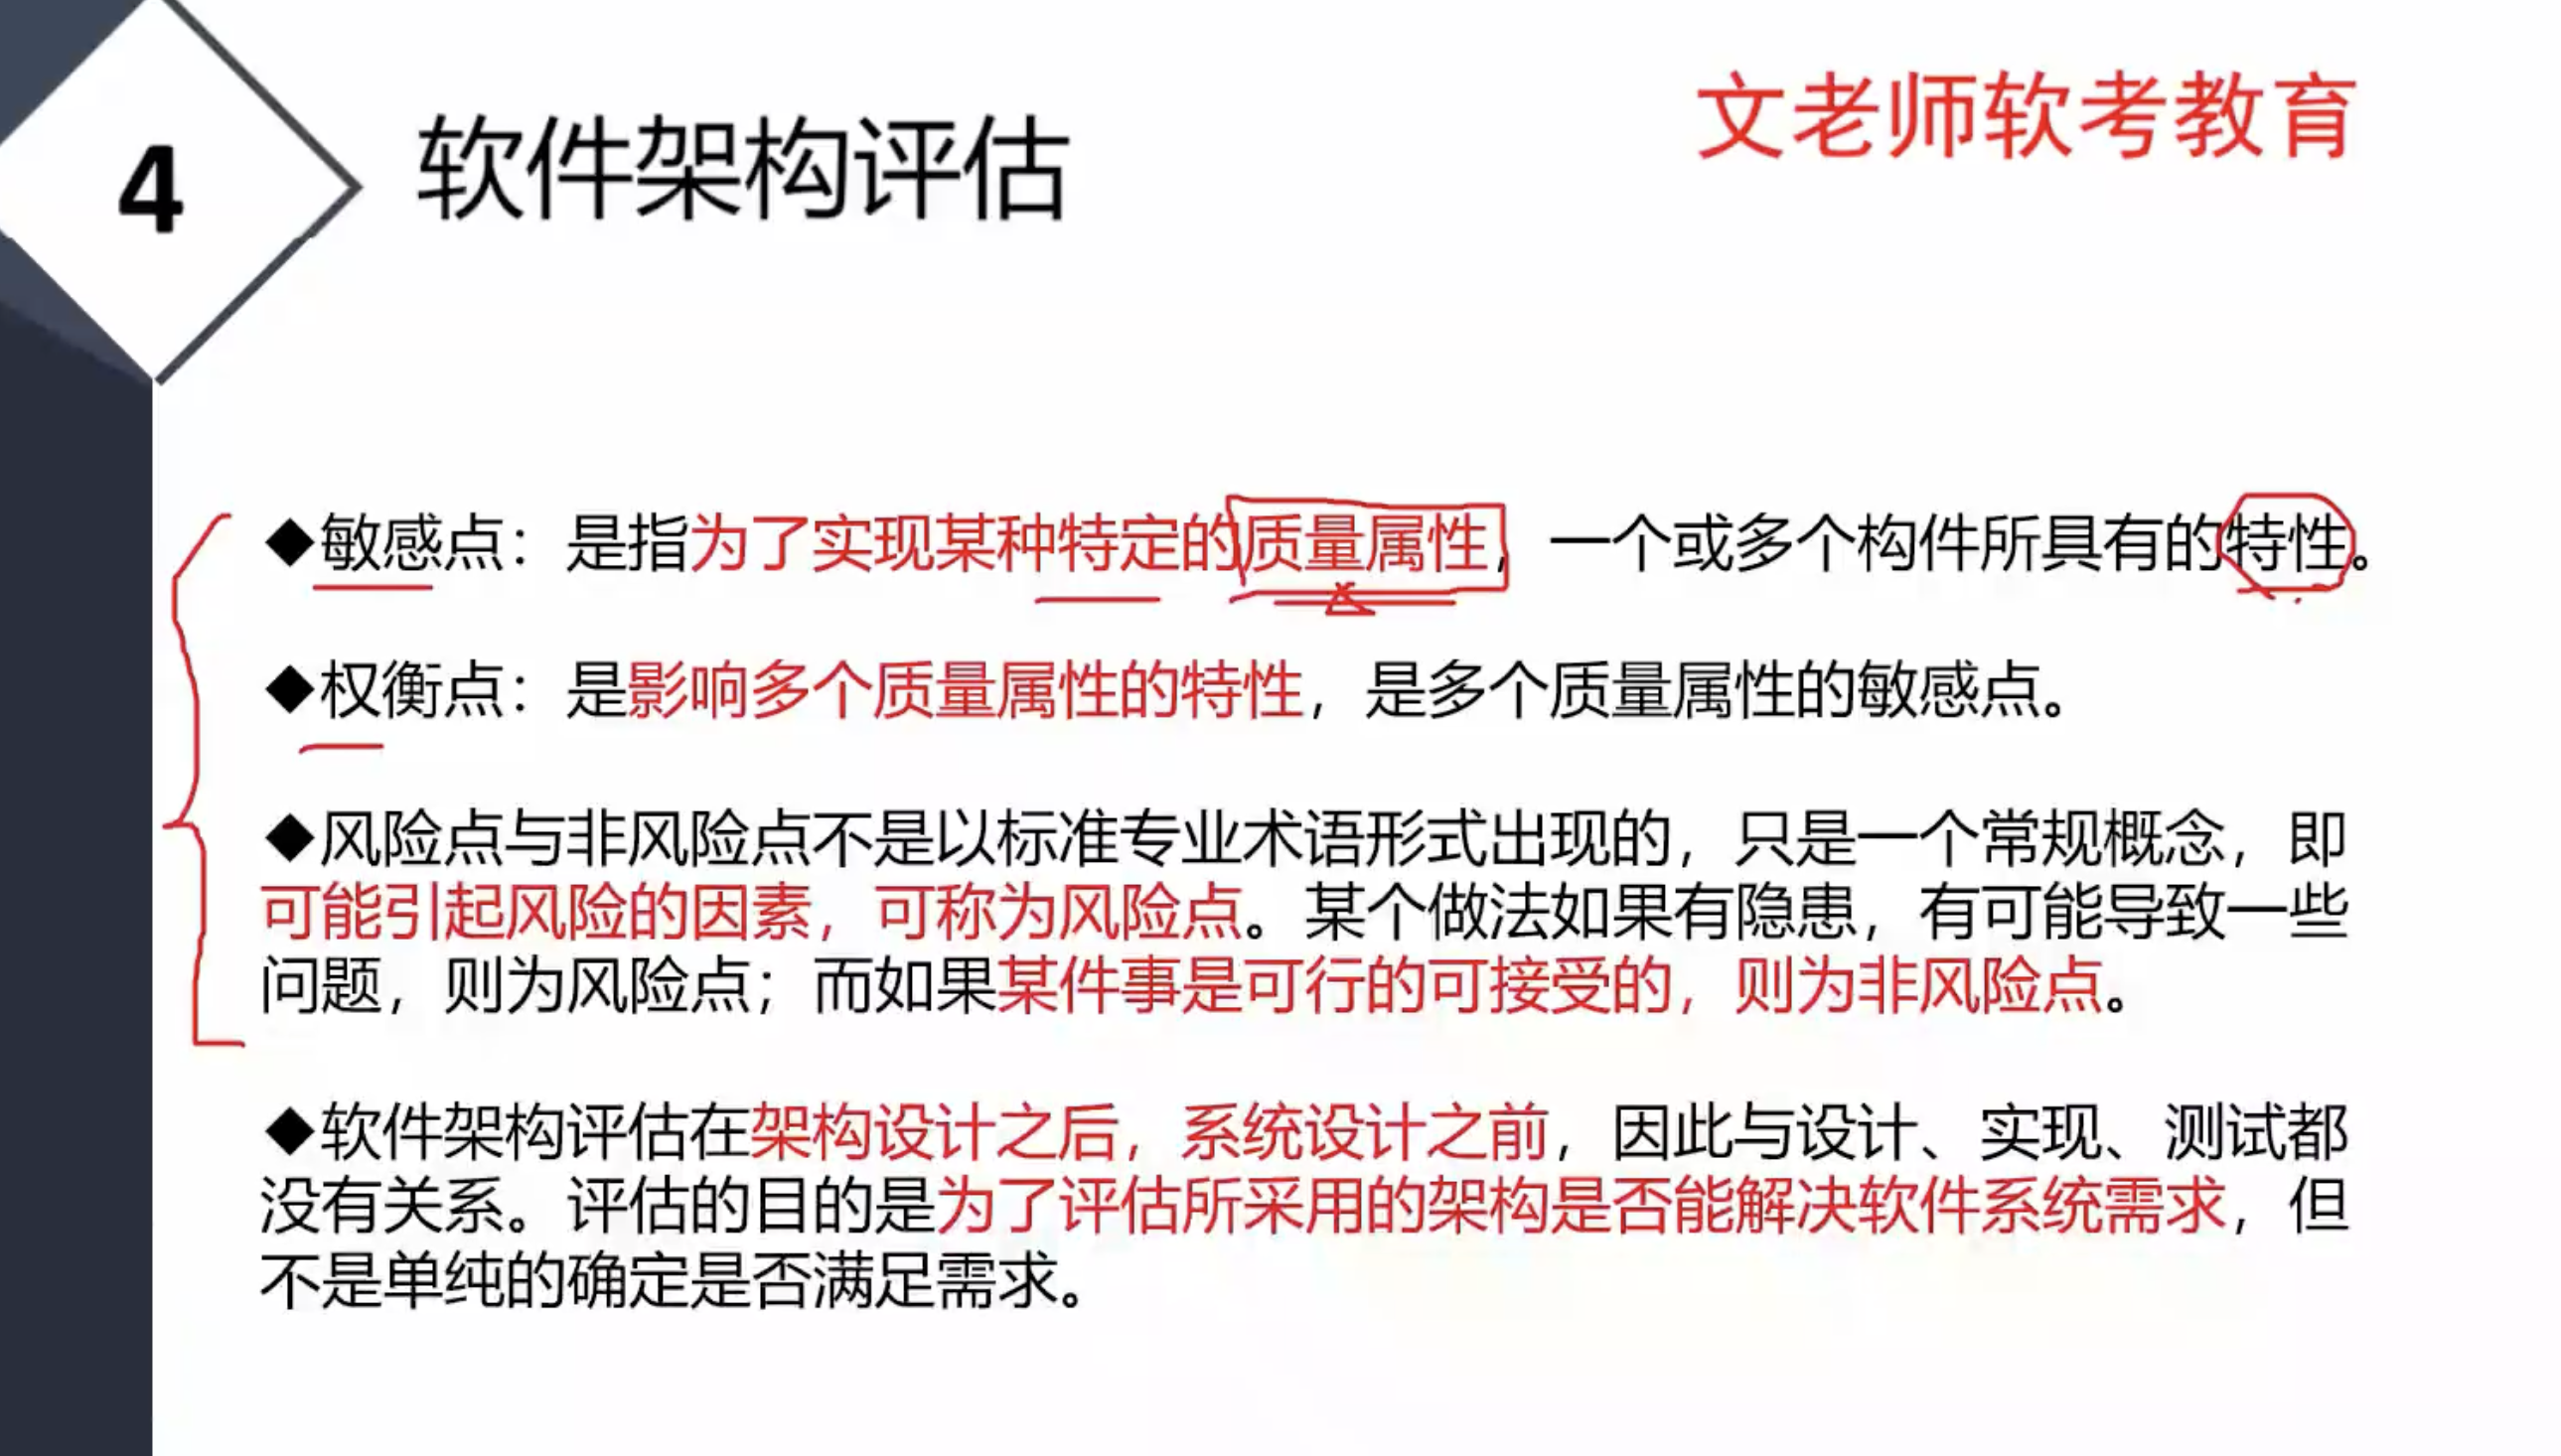 4
软件架构评估
文老师软考教育
◆敏感点：是指为了实现某种特定的质量属性，一个或多个构件所具有的特性。
◆权衡点：是影响多个质量属性的特性，是多个质量属性的敏感点。
◆风险点与非风险点不是以标准专业术语形式出现的，只是一个常规概念，即
可能引起风险的因素，可称为风险点。某个做法如果有隐患，有可能导致一些
问题，则为风险点；而如果某件事是可行的可接受的，则为非风险点。
◆软件架构评估在架构设计之后，系统设计之前，因此与设计、实现、测试都
没有关系。评估的目的是为了评估所采用的架构是否能解决软件系统需求，但
不是单纯的确定是否满足需求。